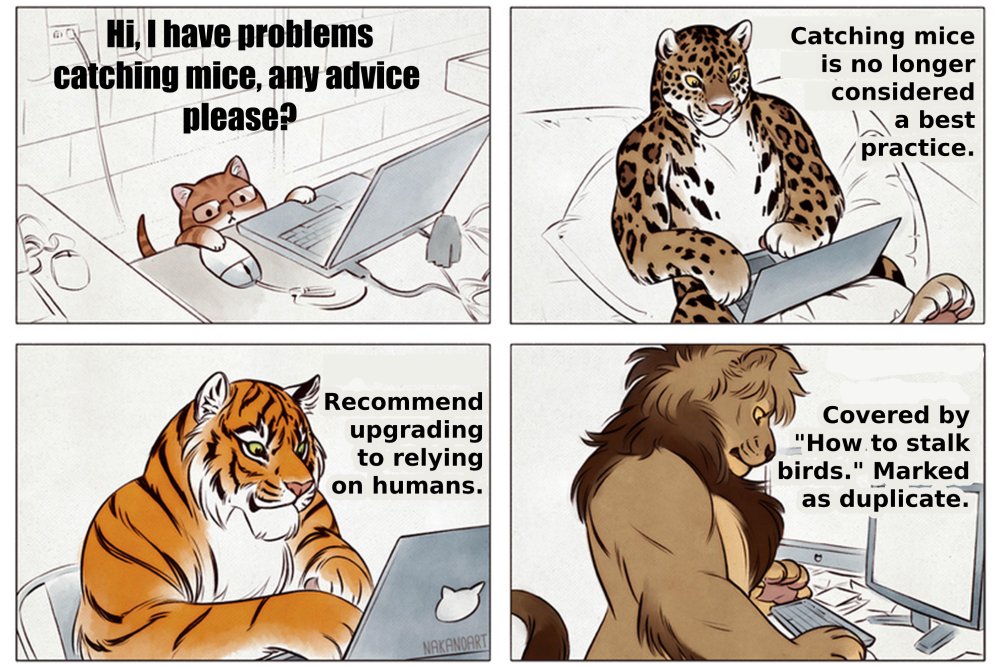 Hi, I have problems
catching mice, any advice
please?
Catching mice
is no longer
considered
a best
practice.
Recommend
upgrading
to relying
on humans.
NAKANOART
Covered by
"How to stalk
birds." Marked
as duplicate.